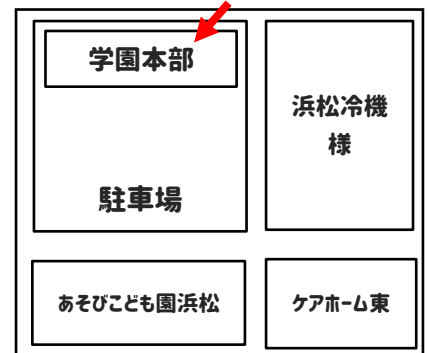 学園本部
浜松冷機
様
駐車場
あそびこども園浜松
ケアホーム東